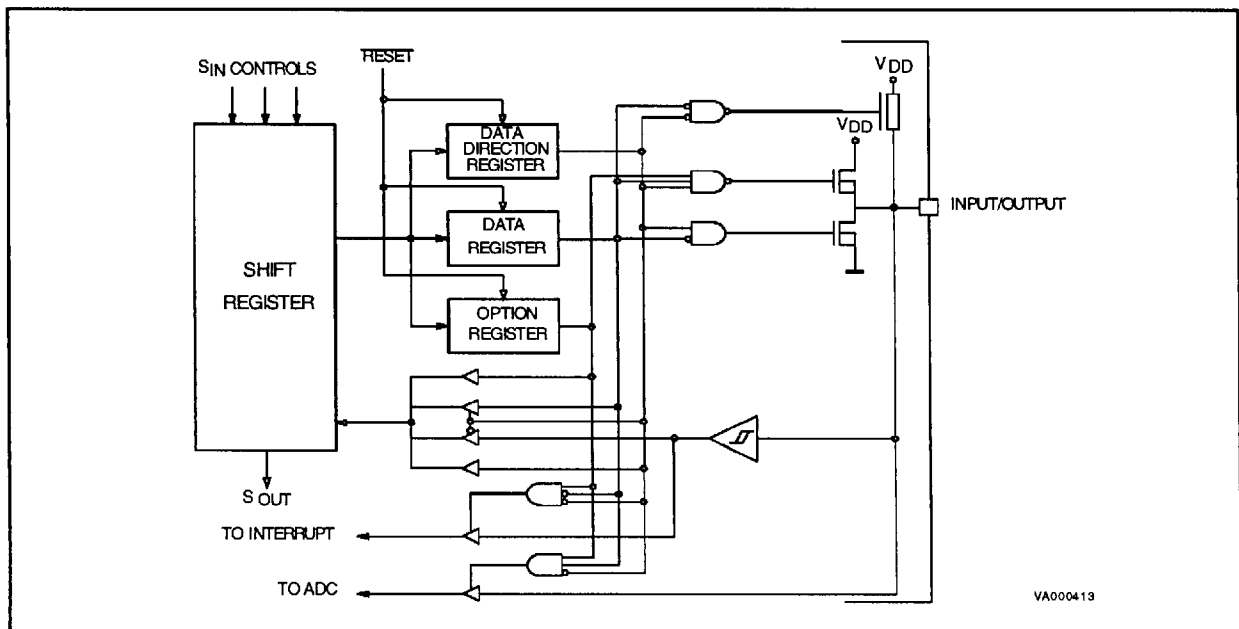 SIN CONTROLS
RESET
VDD
DATA
DIRECTION
REGISTER
VDD
INPUT/OUTPUT
DATA
REGISTER
SHIFT
REGISTER
OPTION
REGISTER
S OUT
TO INTERRUPT
TO ADC
VA000413